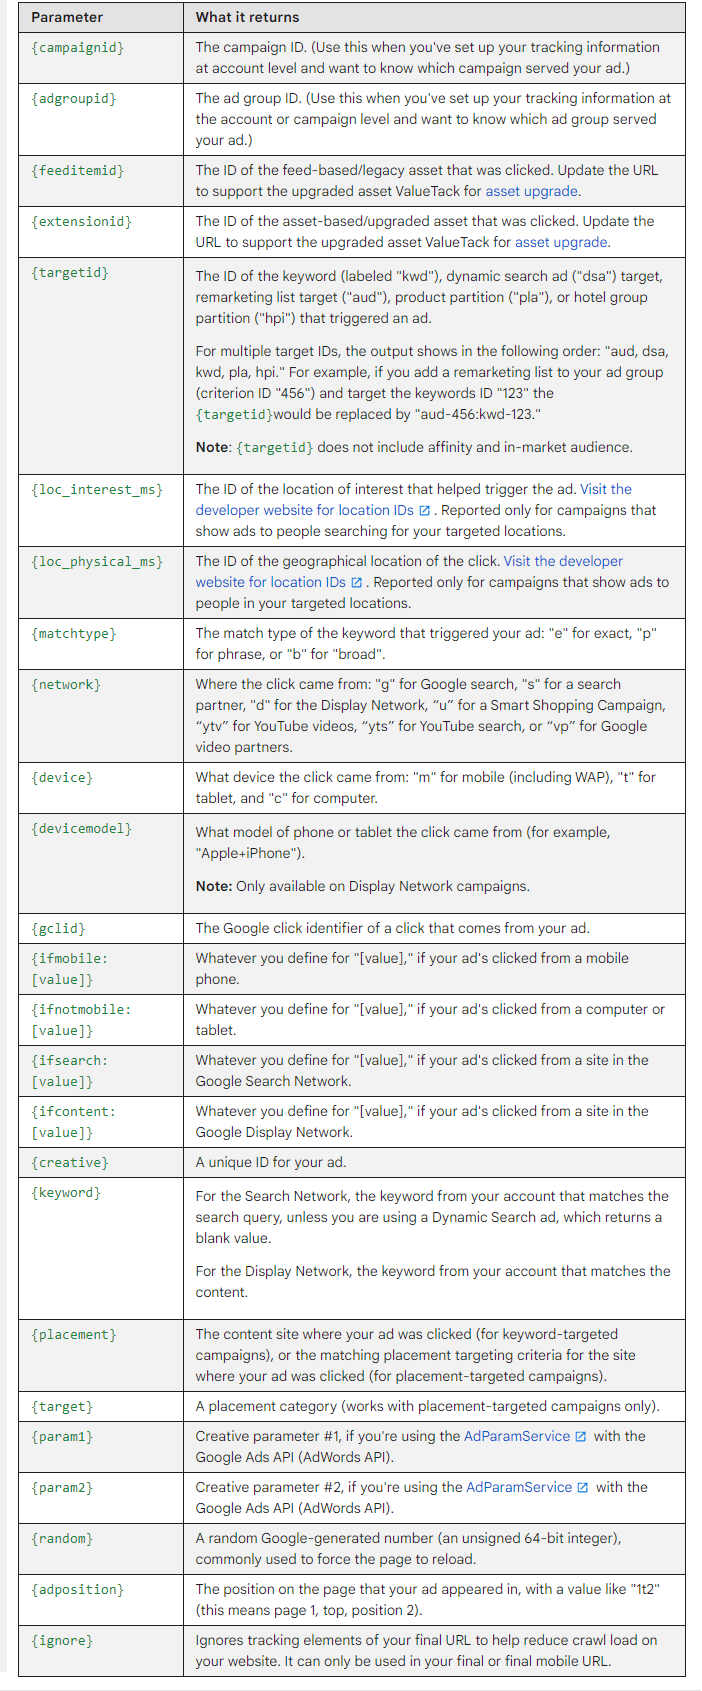 Parameter What it returns
{campaignid} The campaign ID. (Use this when you've set up your tracking information
at account level and want to know which campaign served your ad.)
{adgroupid} The ad group ID. (Use this when you've set up your tracking information at
the account or campaign level and want to know which ad group served
your ad.)
{feeditemid} The ID of the feed-based/legacy asset that was clicked. Update the URL
to support the upgraded asset ValueTack for asset upgrade.
{extensionid} The ID of the asset-based/upgraded asset that was clicked. Update the
URL to support the upgraded asset ValueTack for asset upgrade.
{targetid} The ID of the keyword (labeled "kwd"), dynamic search ad ("dsa") target,
remarketing list target ("aud"), product partition ("pla"), or hotel group
partition ("hpi") that triggered an ad.
For multiple target IDs, the output shows in the following order: "aud, dsa,
kwd, pla, hpi." For example, if you add a remarketing list to your ad group
(criterion ID "456") and target the keywords ID "123" the
{targetid}would be replaced by "aud-456:kwd-123."
Note: {targetid} does not include affinity and in-market audience.
{loc_interest_ms} The ID of the location of interest that helped trigger the ad. Visit the
developer website for location IDs . Reported only for campaigns that
show ads to people searching for your targeted locations.
{loc_physical_ms} The ID of the geographical location of the click. Visit the developer
website for location IDs . Reported only for campaigns that show ads to
people in your targeted locations.
{matchtype} The match type of the keyword that triggered your ad: "e" for exact, "p"
for phrase, or "b" for "broad".
{network} Where the click came from: "g" for Google search, "s" for a search
partner, "d" for the Display Network, “u” for a Smart Shopping Campaign,
“ytv” for YouTube videos, “yts” for YouTube search, or “vp” for Google
video partners.
{device} What device the click came from: "m" for mobile (including WAP), "t" for
tablet, and "c" for computer.
{devicemodel} What model of phone or tablet the click came from (for example,
"Apple+iPhone").
Note: Only available on Display Network campaigns.
{gclid} The Google click identifier of a click that comes from your ad.
{ifmobile: Whatever you define for "[value]," if your ad's clicked from a mobile
[value]} phone.
{ifnotmobile: Whatever you define for "[value]," if your ad's clicked from a computer or
[value]} tablet.
{ifsearch: Whatever you define for "[value]," if your ad's clicked from a site in the
[value]} Google Search Network.
{ifcontent: Whatever you define for "[value]," if your ad's clicked from a site in the
[value]} Google Display Network.
{creative} A unique ID for your ad.
{keyword} For the Search Network, the keyword from your account that matches the
search query, unless you are using a Dynamic Search ad, which returns a
blank value.
For the Display Network, the keyword from your account that matches the
content.
{placement} The content site where your ad was clicked (for keyword-targeted
campaigns), or the matching placement targeting criteria for the site
where your ad was clicked (for placement-targeted campaigns).
{target} A placement category (works with placement-targeted campaigns only).
{param1} Creative parameter #1, if you're using the AdParamService with the
Google Ads API (AdWords API).
{param2} Creative parameter #2, if you're using the AdParamService with the
Google Ads API (AdWords API).
{random} A random Google-generated number (an unsigned 64-bit integer),
commonly used to force the page to reload.
{adposition} The position on the page that your ad appeared in, with a value like "1t2"
(this means page 1, top, position 2).
{ignore} Ignores tracking elements of your final URL to help reduce crawl load on
your website. It can only be used in your final or final mobile URL.